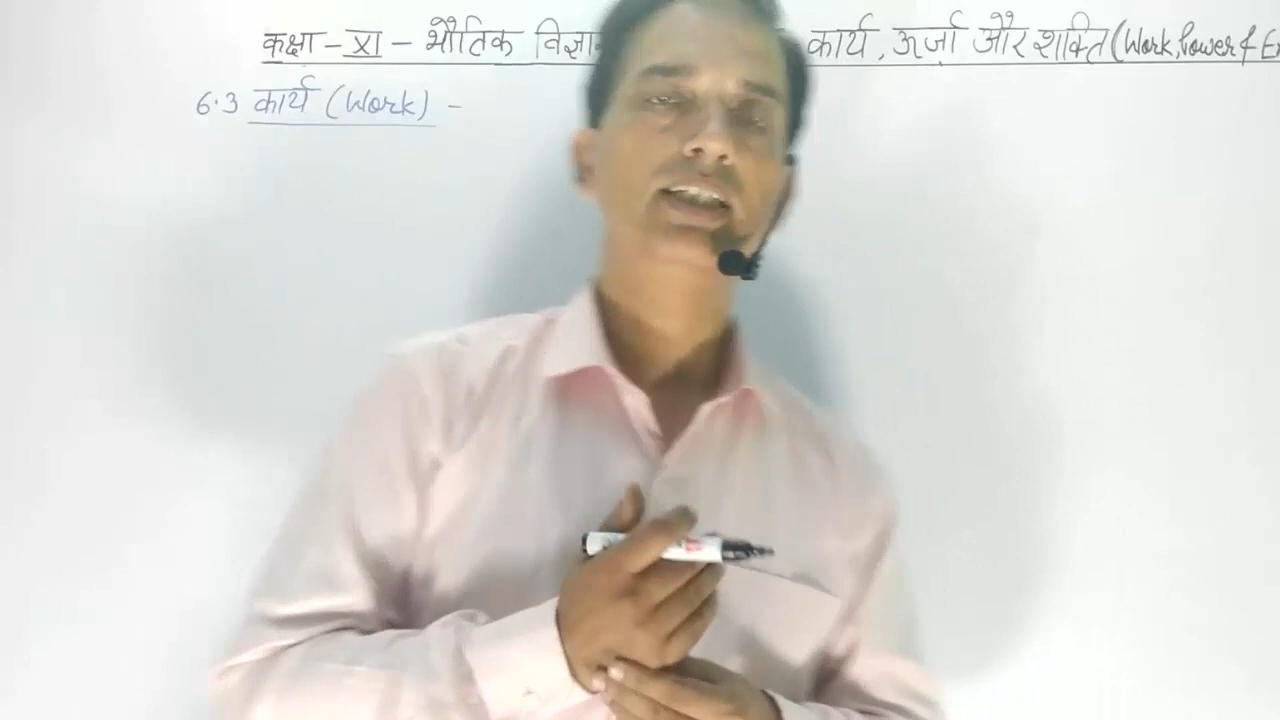 कक्षा - XI - भौतिक कार्य, ऊर्जा और शक्ति (Work, Power &
6.3 कार्य (Work) -